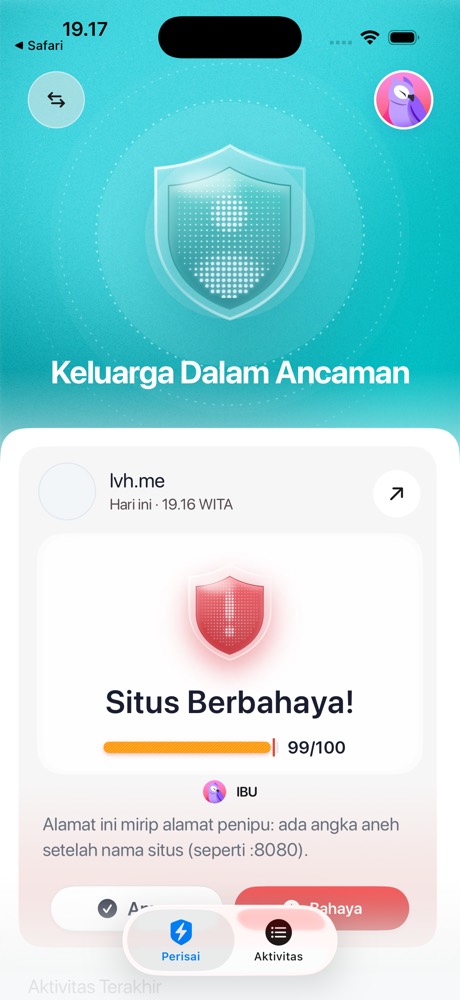 19.17
Safari
Keluarga Dalam Ancaman
lvh.me
Hari ini · 19.16 WITA
Situs Berbahaya!
99/100
IBU
Alamat ini mirip alamat penipu: ada angka aneh
setelah nama situs (seperti :8080).
Bahaya
Perisai
Aktivitas
Aktivitas Terakhir